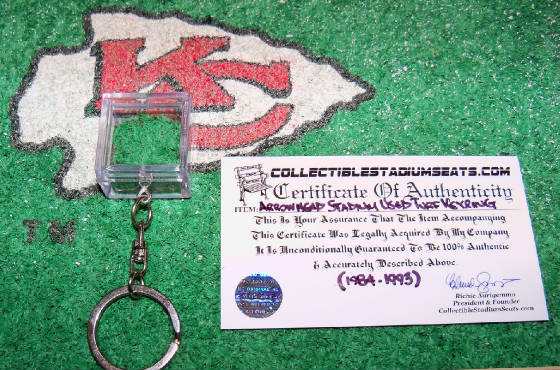 KC
TM
COLLECTIBLESTADIUMSEATS.COM
Certificate Of Authenticity
ITEM: ARROWHEAD STADIUM USED TURF KEYRING
This Is Your Assurance That The Item Accompanying
This Certificate Was Legally Acquired By My Company
It Is Unconditionally Guaranteed To Be 100% Authentic
& Accurately Described Above.
(1984-1993)
Richie Aurigemma
President & Founder
CollectibleStadiumSeats.com